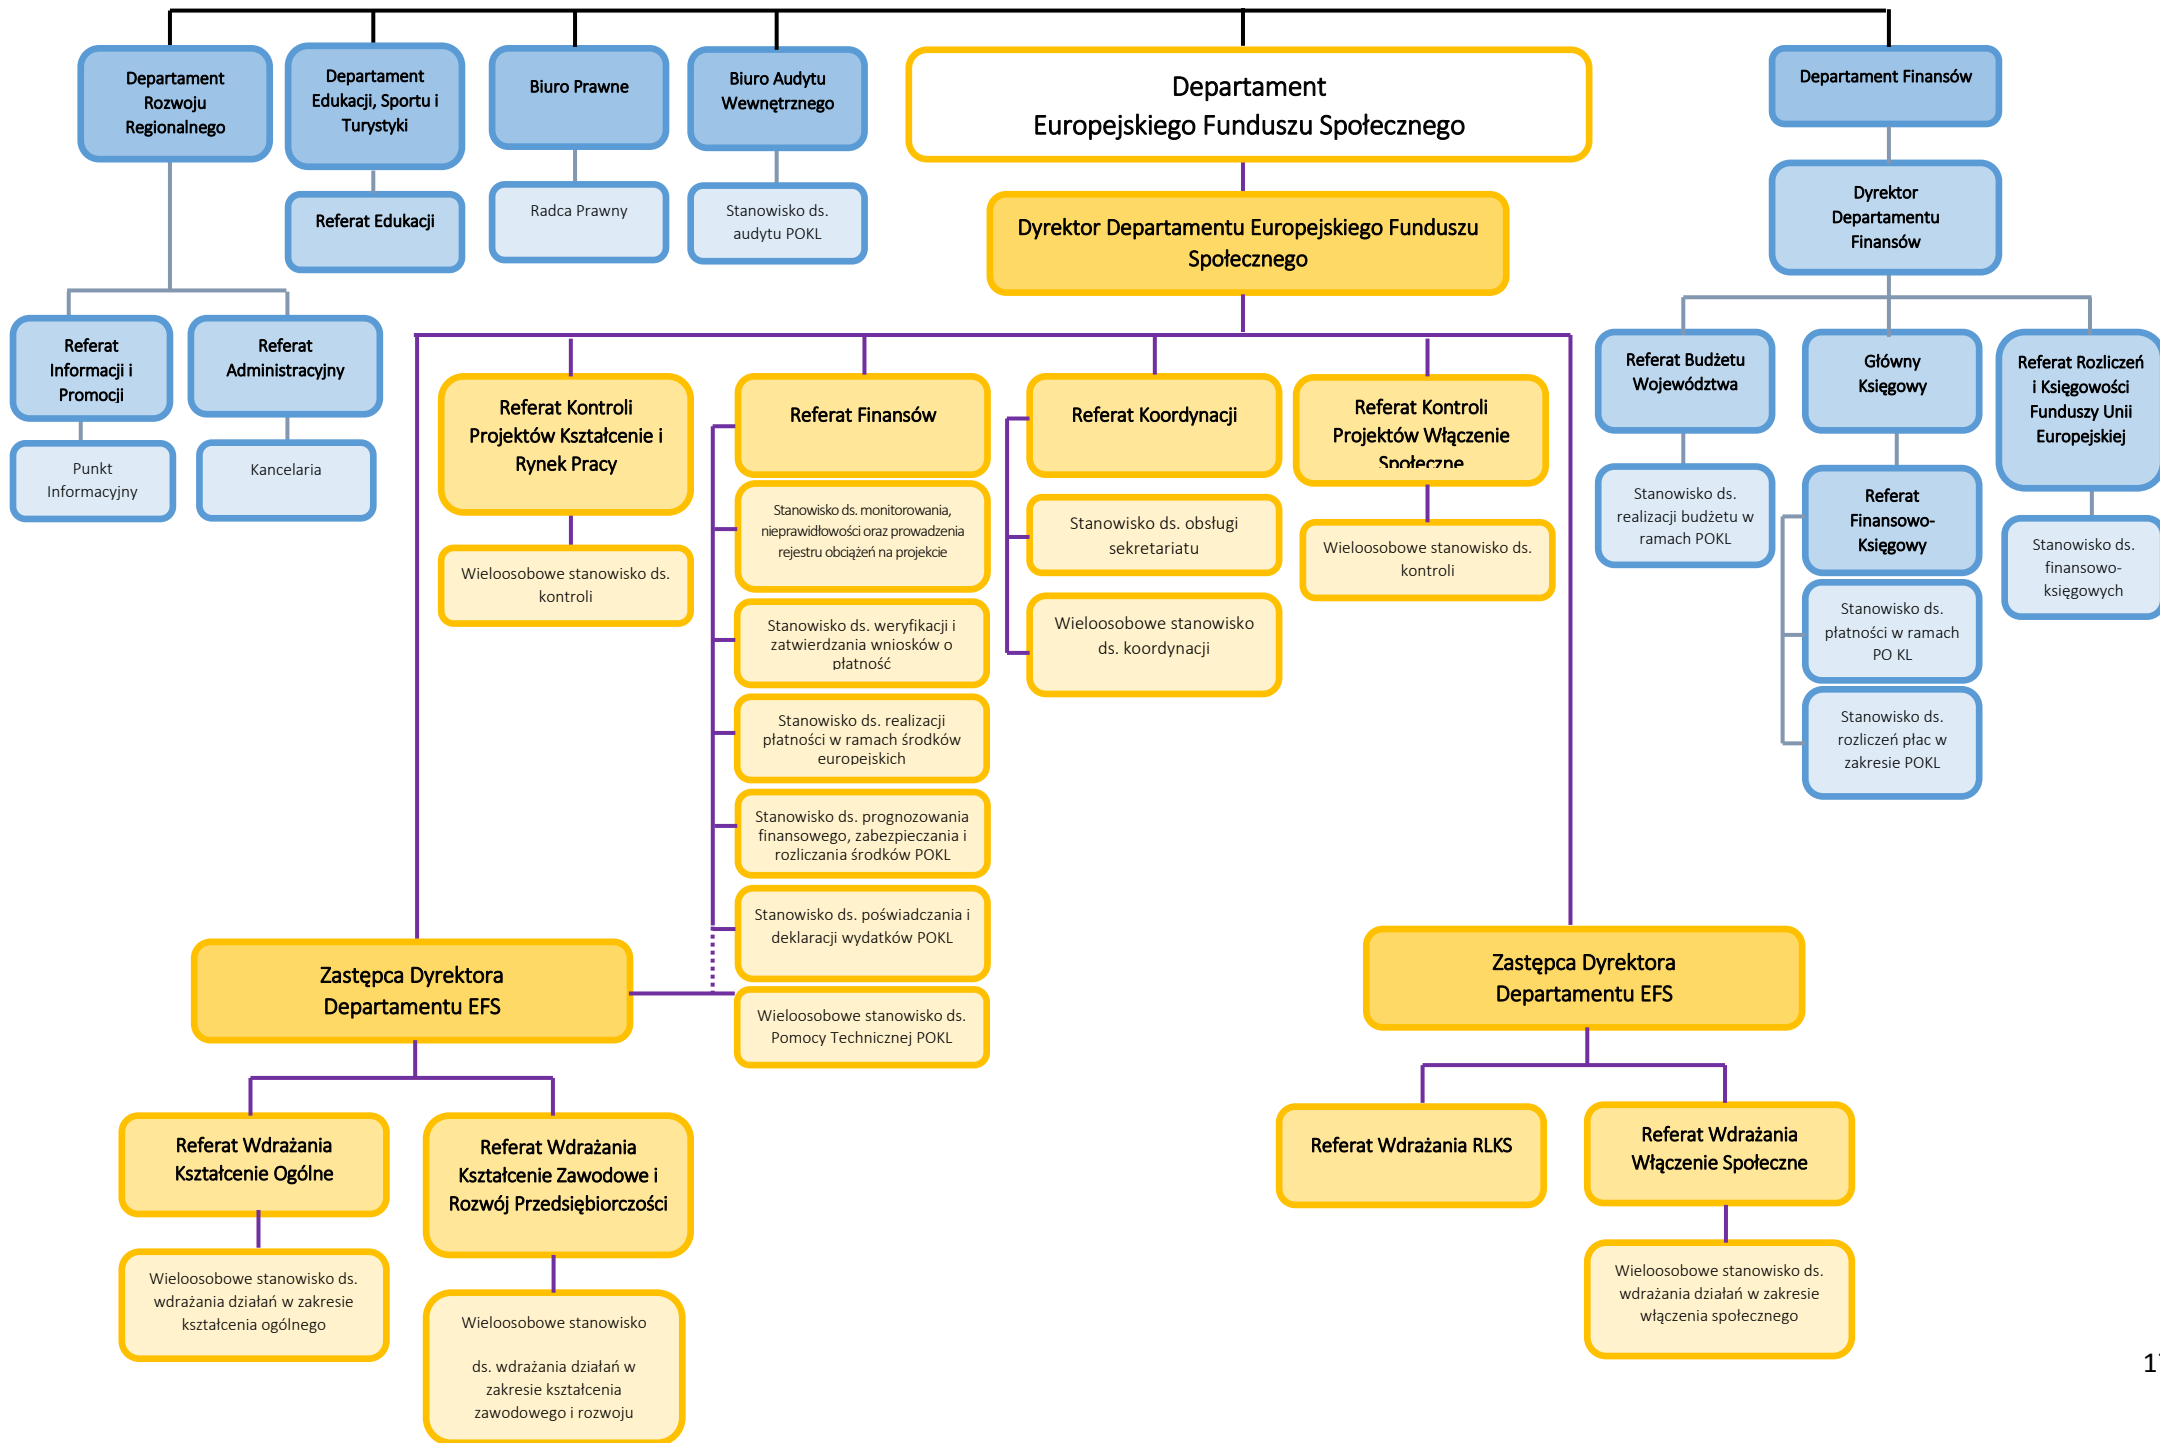 Departament
Rozwoju
Regionalnego
Departament
Edukacji, Sportu i
Turystyki
Biuro Prawne
Biuro Audytu
Wewnętrznego
Departament
Europejskiego Funduszu Społecznego
Departament Finansów
Referat Edukacji
Radca Prawny
Stanowisko ds.
audytu POKL
Dyrektor Departamentu Europejskiego Funduszu
Społecznego
Dyrektor
Departamentu
Finansów
Referat
Informacji i
Promocji
Referat
Administracyjny
Punkt
Informacyjny
Kancelaria
Referat Kontroli
Projektów Kształcenie i
Rynek Pracy
Wieloosobowe stanowisko ds.
kontroli
Referat Finansów
Stanowisko ds. monitorowania,
nieprawidłowości oraz prowadzenia
rejestru obciążeń na projekcie
Stanowisko ds. weryfikacji i
zatwierdzania wniosków o
płatność
Stanowisko ds. realizacji
płatności w ramach środków
europejskich
Stanowisko ds. prognozowania
finansowego, zabezpieczania i
rozliczania środków POKL
Stanowisko ds. poświadczania i
deklaracji wydatków POKL
Wieloosobowe stanowisko ds.
Pomocy Technicznej POKL
Referat Koordynacji
Stanowisko ds. obsługi
sekretariatu
Wieloosobowe stanowisko
ds. koordynacji
Referat Kontroli
Projektów Włączenie
Społeczne
Wieloosobowe stanowisko ds.
kontroli
Referat Budżetu
Województwa
Stanowisko ds.
realizacji budżetu w
ramach POKL
Główny
Księgowy
Referat
Finansowo-
Księgowy
Stanowisko ds.
płatności w ramach
PO KL
Stanowisko ds.
rozliczeń płac w
zakresie POKL
Referat Rozliczeń
i Księgowości
Funduszy Unii
Europejskiej
Stanowisko ds.
finansowo-
księgowych
Zastępca Dyrektora
Departamentu EFS
Zastępca Dyrektora
Departamentu EFS
Referat Wdrażania
Kształcenie Ogólne
Wieloosobowe stanowisko ds.
wdrażania działań w zakresie
kształcenia ogólnego
Referat Wdrażania
Kształcenie Zawodowe i
Rozwój Przedsiębiorczości
Wieloosobowe stanowisko
ds. wdrażania działań w
zakresie kształcenia
zawodowego i rozwoju
Referat Wdrażania RLKS
Referat Wdrażania
Włączenie Społeczne
Wieloosobowe stanowisko ds.
wdrażania działań w zakresie
włączenia społecznego